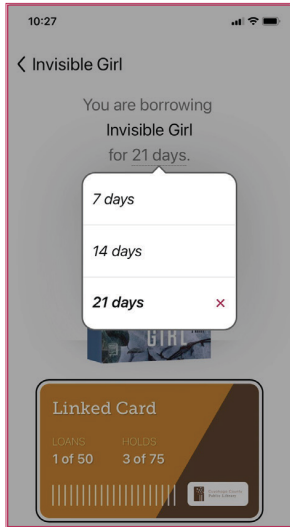 10:27
Invisible Girl
You are borrowing
Invisible Girl
for 21 days.
7 days
14 days
21 days
GIRL
Linked Card
LOANS HOLDS
1 of 50 3 of 75